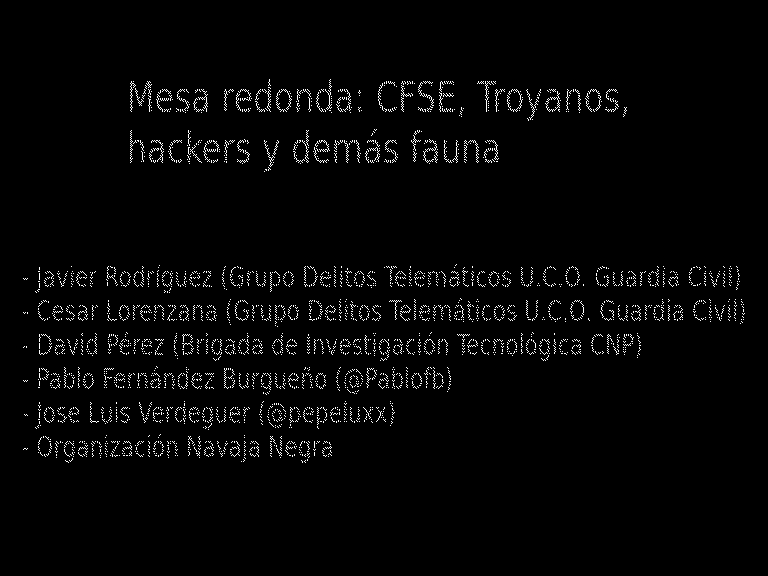 Mesa redonda: CFSE, Troyanos,
hackers y demás fauna
- Javier Rodríguez (Grupo Delitos Telemáticos U.C.O. Guardia Civil)
- Cesar Lorenzana (Grupo Delitos Telemáticos U.C.O. Guardia Civil)
- David Pérez (Brigada de Investigación Tecnológica CNP)
- Pablo Fernández Burgueño (@Pablofb)
- Jose Luis Verdeguer (@pepeluxx)
- Organización Navaja Negra